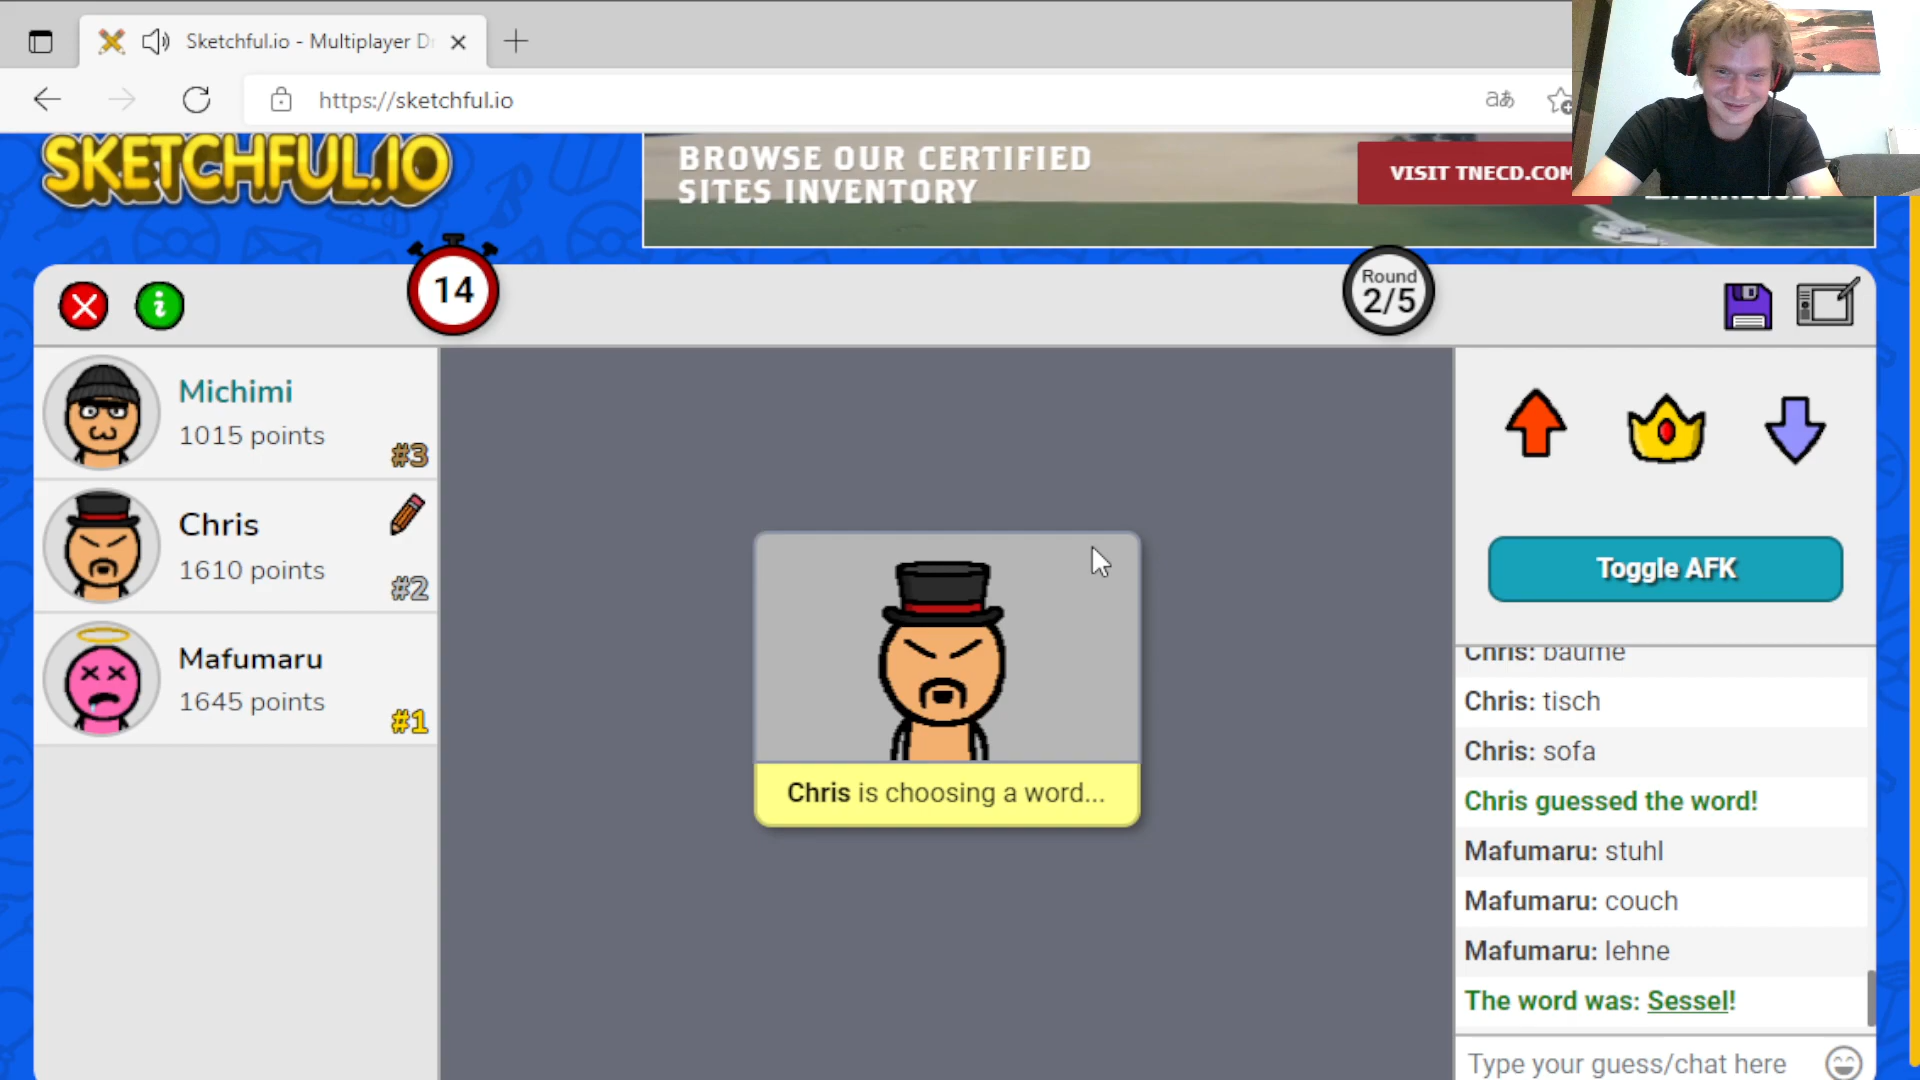 Sketchful.io - Multiplayer D
https://sketchful.io
aあ
SKETCHFUL.IO
BROWSE OUR CERTIFIED
SITES INVENTORY
VISIT TNECD.COM
14
Round
2/5
Michimi
1015 points
#3
Chris
1610 points
#2
Mafumaru
1645 points
#1
Chris is choosing a word...
Toggle AFK
Chris: bäume
Chris: tisch
Chris: sofa
Chris guessed the word!
Mafumaru: stuhl
Mafumaru: couch
Mafumaru: lehne
The word was: Sessel!
Type your guess/chat here